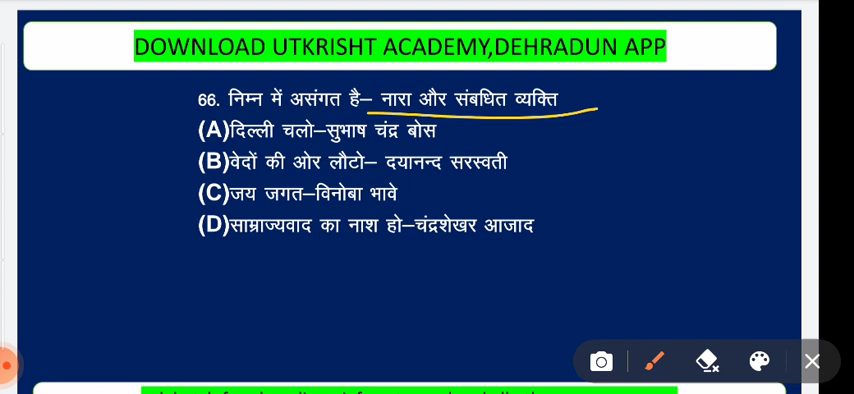 DOWNLOAD UTKRISHT ACADEMY,DEHRADUN APP
66. निम्न में असंगत है– नारा और संबधित व्यक्ति
(A)दिल्ली चलो–सुभाष चंद्र बोस
(B)वेदों की ओर लौटो– दयानन्द सरस्वती
(C)जय जगत–विनोबा भावे
(D)साम्राज्यवाद का नाश हो–चंद्रशेखर आजाद